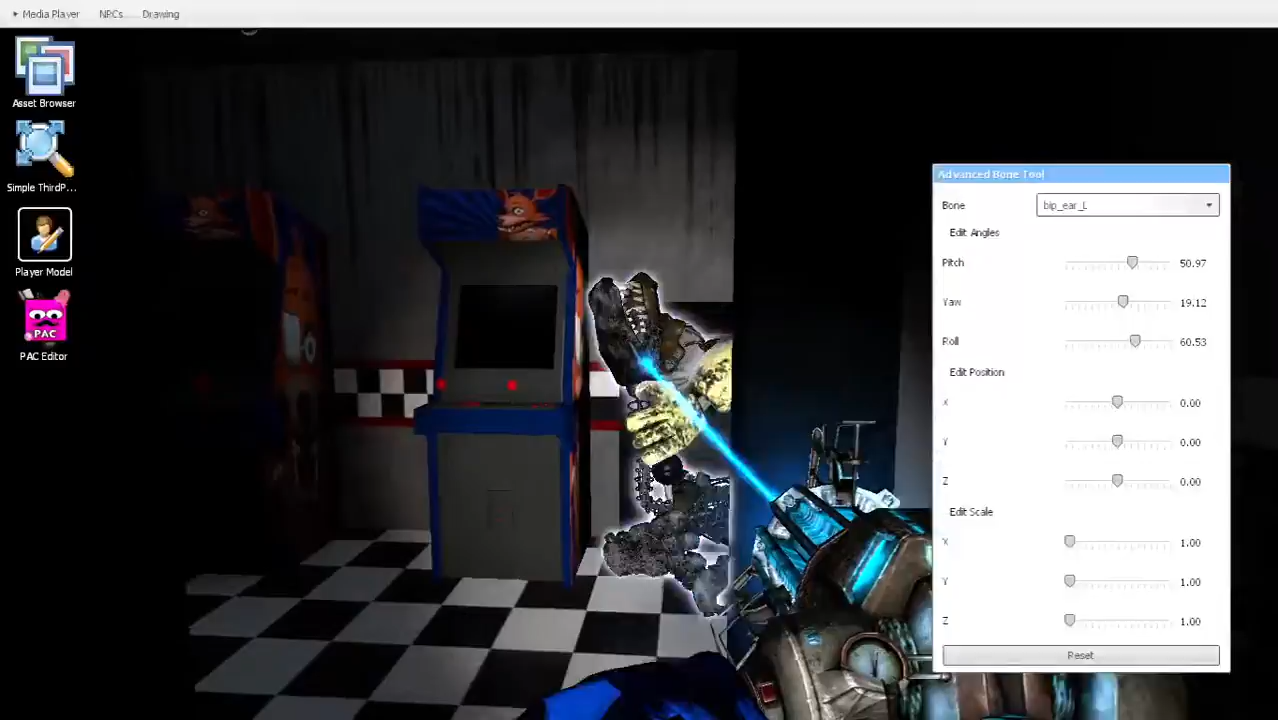 Media Player NPCs Drawing
Asset Browser
Simple ThirdP...
Player Model
PAC
PAC Editor
Advanced Bone Tool
Bone bip_ear_L
Edit Angles
Pitch 50.97
Yaw 19.12
Roll 60.53
Edit Position
X 0.00
Y 0.00
Z 0.00
Edit Scale
X 1.00
Y 1.00
Z 1.00
Reset